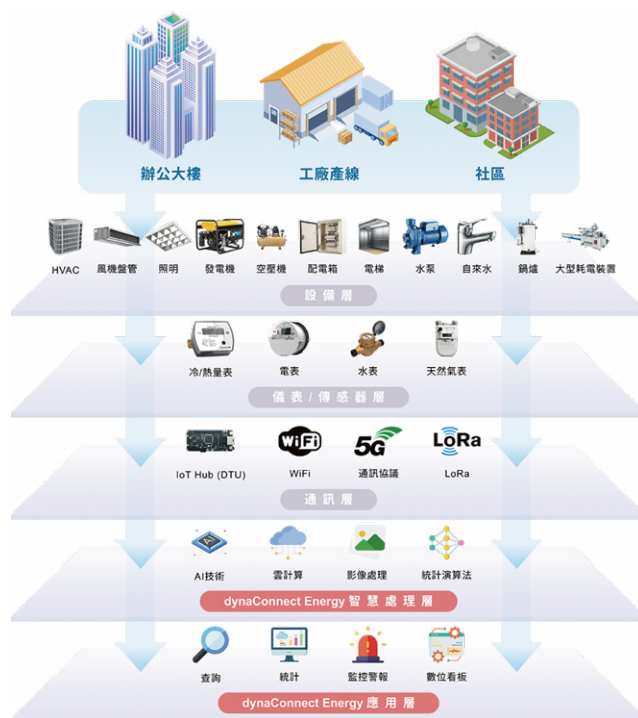 辦公大樓 工廠產線 社區
HVAC 風機盤管 照明 發電機 空壓機 配電箱 電梯 水泵 自來水 鍋爐 大型耗電裝置
設備層
冷/熱量表 電表 水表 天然氣表
儀表/傳感器層
WiFi 5G LoRa
IoT Hub (DTU) WiFi 通訊協議 LoRa
通訊層
AI
AI技術 雲計算 影像處理 統計演算法
dynaConnect Energy 智慧處理層
查詢 統計 監控警報 數位看板
dynaConnect Energy 應用層